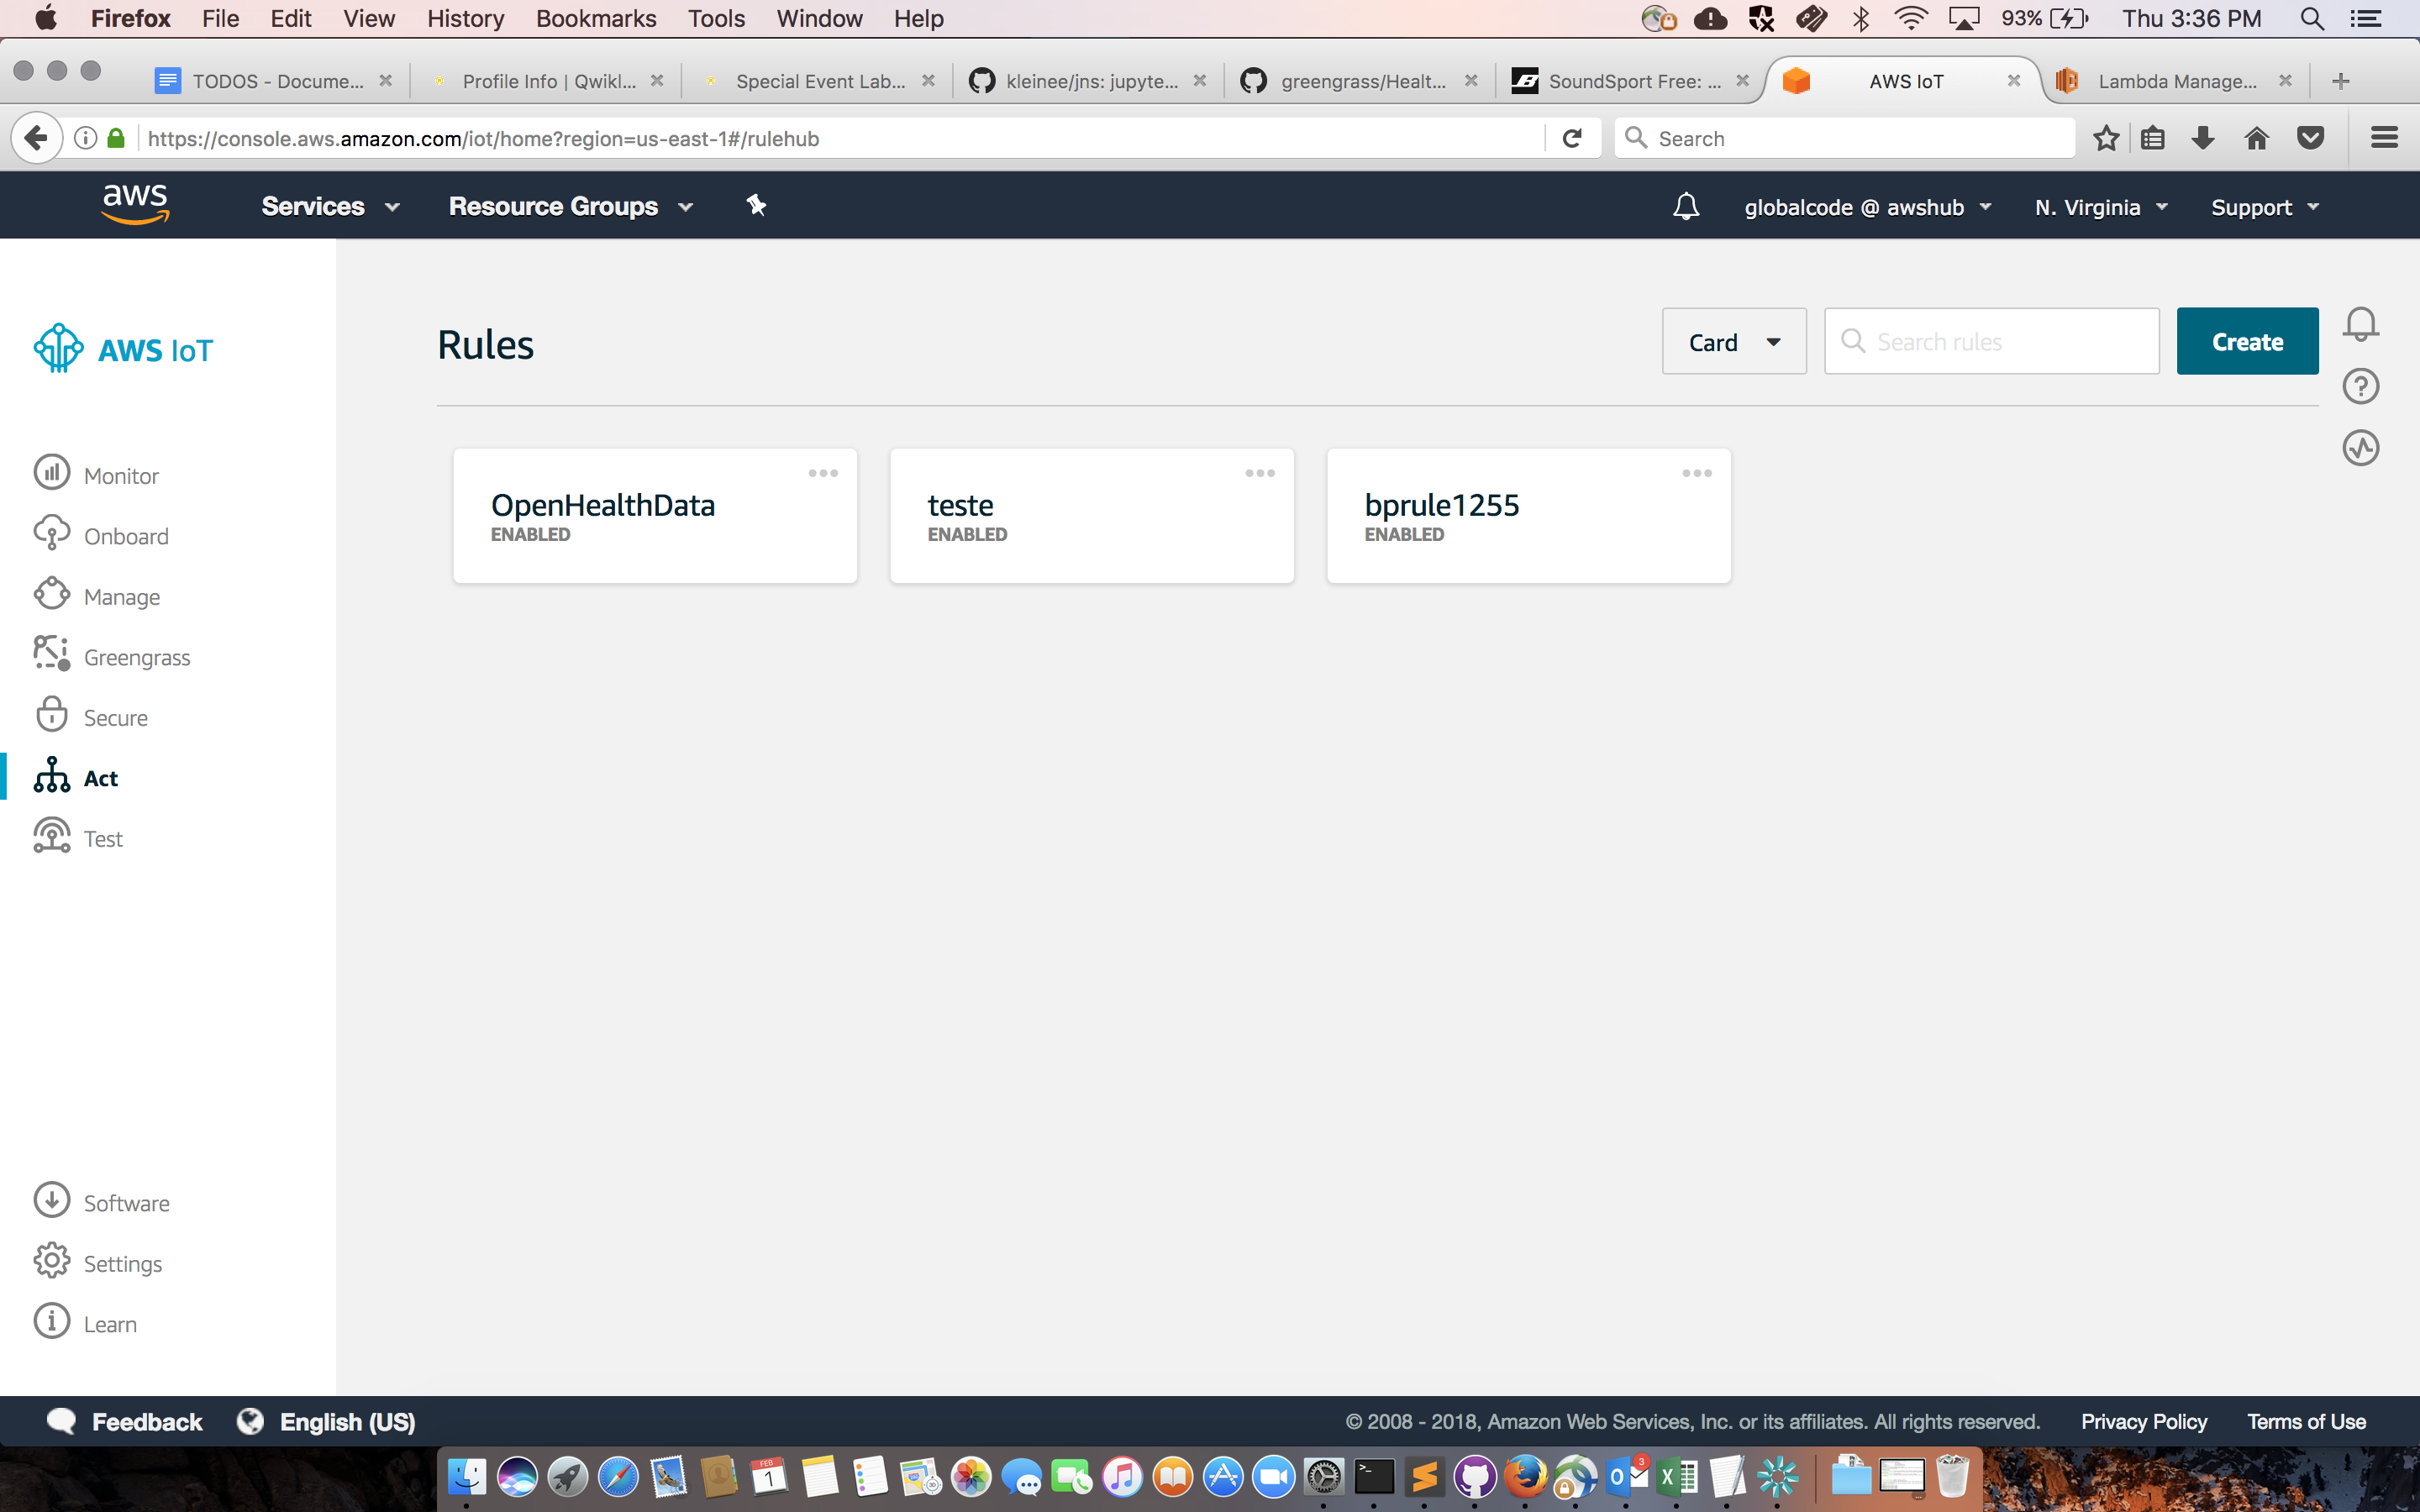 Firefox File Edit View History Bookmarks Tools Window Help 93% Thu 3:36 PM
TODOS - Docume... Profile Info | Qwikl... Special Event Lab... kleinee/jns: jupyte... greengrass/Healt... SoundSport Free: ... AWS IoT Lambda Manage...
https://console.aws.amazon.com/iot/home?region=us-east-1#/rulehub Search
aws Services Resource Groups globalcode @ awshub N. Virginia Support
AWS IoT
Monitor
Onboard
Manage
Greengrass
Secure
Act
Test
Software
Settings
Learn
Rules Card Search rules Create
OpenHealthData
ENABLED
teste
ENABLED
bprule1255
ENABLED
Feedback English (US) © 2008 - 2018, Amazon Web Services, Inc. or its affiliates. All rights reserved. Privacy Policy Terms of Use
FEB
1
3